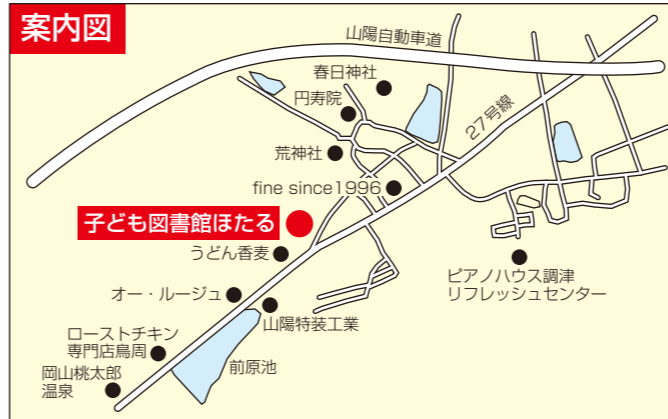 案内図
山陽自動車道
春日神社
円寿院
27号線
荒神社
fine since1996
子ども図書館ほたる
うどん香麦
ピアノハウス調津
リフレッシュセンター
オー・ルージュ
山陽特装工業
ローストチキン
専門店鳥周
前原池
岡山桃太郎
温泉